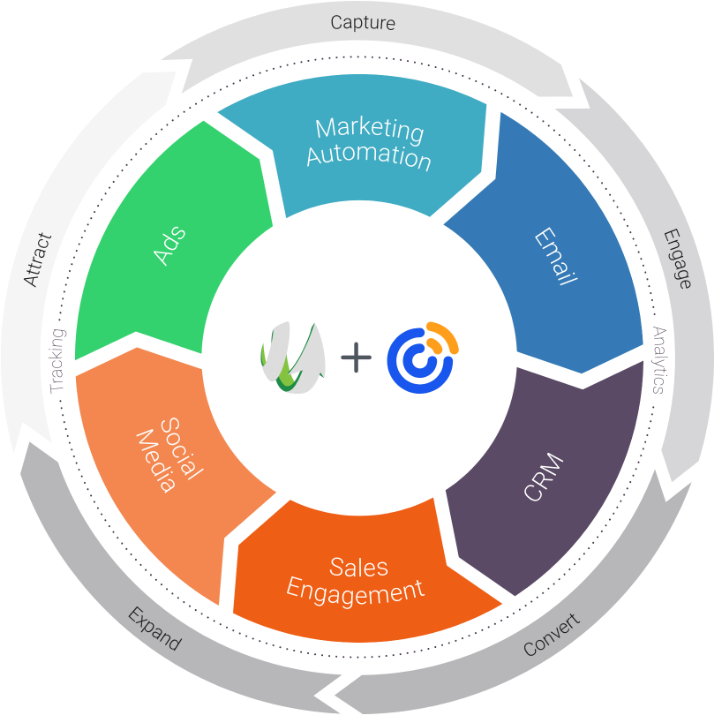 Capture
Marketing
Automation
Ads
Email
Attract
Engage
Tracking
+
Analytics
Social
Media
CRM
Sales
Engagement
Expand
Convert